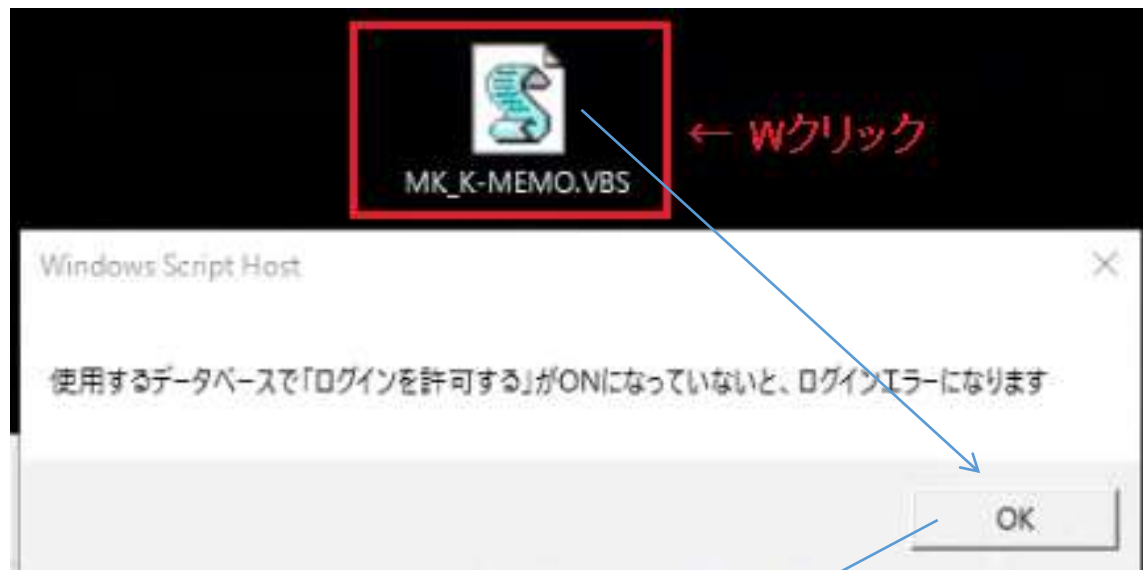 ← Wクリック
MK_K-MEMO.VBS
Windows Script Host
使用するデータベースで「ログインを許可する」がONになっていないと、ログインエラーになります
OK